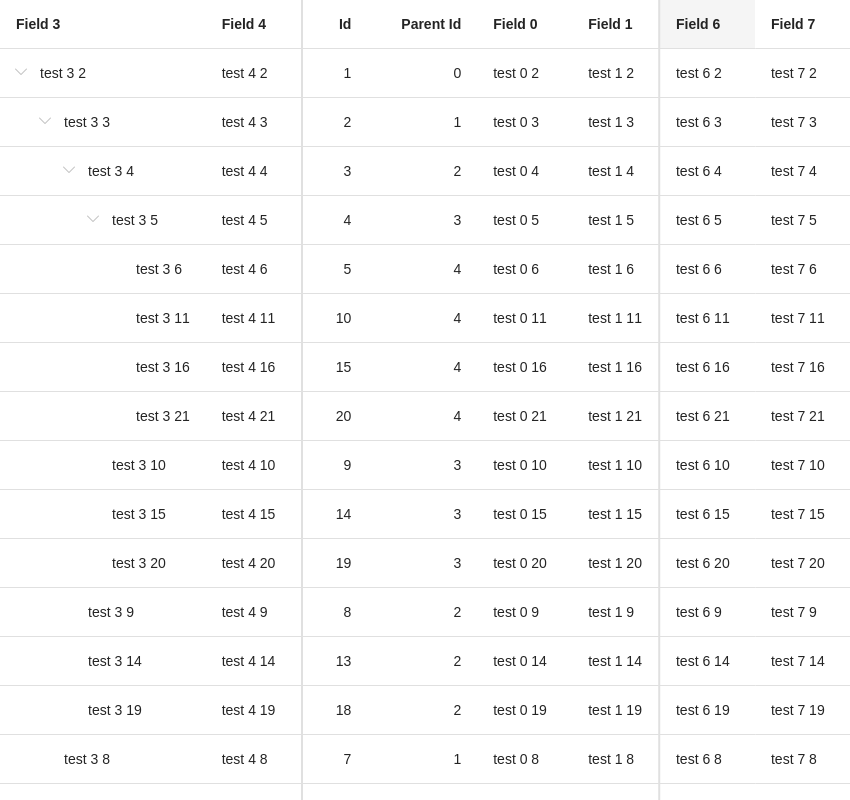 Field 3 Field 4 Id Parent Id Field 0 Field 1 Field 6 Field 7
test 3 2 test 4 2 1 0 test 0 2 test 1 2 test 6 2 test 7 2
test 3 3 test 4 3 2 1 test 0 3 test 1 3 test 6 3 test 7 3
test 3 4 test 4 4 3 2 test 0 4 test 1 4 test 6 4 test 7 4
test 3 5 test 4 5 4 3 test 0 5 test 1 5 test 6 5 test 7 5
test 3 6 test 4 6 5 4 test 0 6 test 1 6 test 6 6 test 7 6
test 3 11 test 4 11 10 4 test 0 11 test 1 11 test 6 11 test 7 11
test 3 16 test 4 16 15 4 test 0 16 test 1 16 test 6 16 test 7 16
test 3 21 test 4 21 20 4 test 0 21 test 1 21 test 6 21 test 7 21
test 3 10 test 4 10 9 3 test 0 10 test 1 10 test 6 10 test 7 10
test 3 15 test 4 15 14 3 test 0 15 test 1 15 test 6 15 test 7 15
test 3 20 test 4 20 19 3 test 0 20 test 1 20 test 6 20 test 7 20
test 3 9 test 4 9 8 2 test 0 9 test 1 9 test 6 9 test 7 9
test 3 14 test 4 14 13 2 test 0 14 test 1 14 test 6 14 test 7 14
test 3 19 test 4 19 18 2 test 0 19 test 1 19 test 6 19 test 7 19
test 3 8 test 4 8 7 1 test 0 8 test 1 8 test 6 8 test 7 8